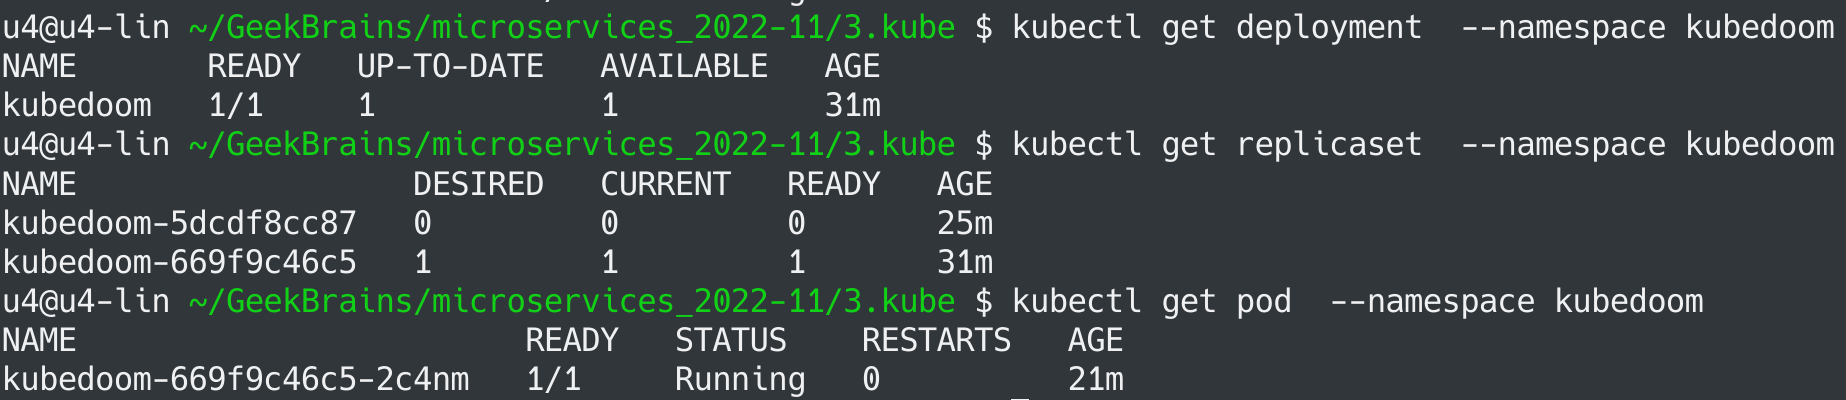 u4@u4-lin ~/GeekBrains/microservices_2022-11/3.kube $ kubectl get deployment  --namespace kubedoom
NAME       READY   UP-TO-DATE   AVAILABLE   AGE
kubedoom   1/1     1            1           31m
u4@u4-lin ~/GeekBrains/microservices_2022-11/3.kube $ kubectl get replicaset  --namespace kubedoom
NAME                  DESIRED   CURRENT   READY   AGE
kubedoom-5dcdf8cc87   0         0         0       25m
kubedoom-669f9c46c5   1         1         1       31m
u4@u4-lin ~/GeekBrains/microservices_2022-11/3.kube $ kubectl get pod  --namespace kubedoom
NAME                        READY   STATUS    RESTARTS   AGE
kubedoom-669f9c46c5-2c4nm   1/1     Running   0          21m